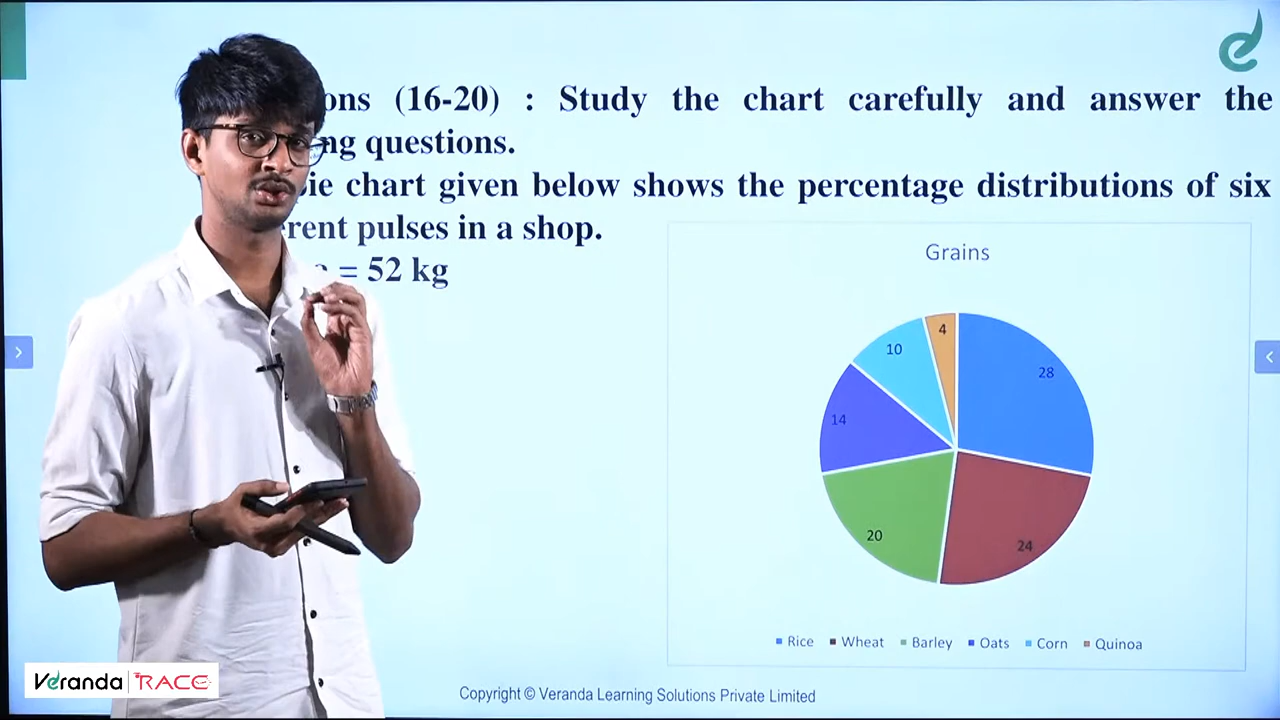 ons (16-20) : Study the chart carefully and answer the
ng questions.
ie chart given below shows the percentage distributions of six
erent pulses in a shop.
= 52 kg
Grains
4
10
28
14
20
24
Rice Wheat Barley Oats Corn Quinoa
Veranda RACE
Copyright © Veranda Learning Solutions Private Limited